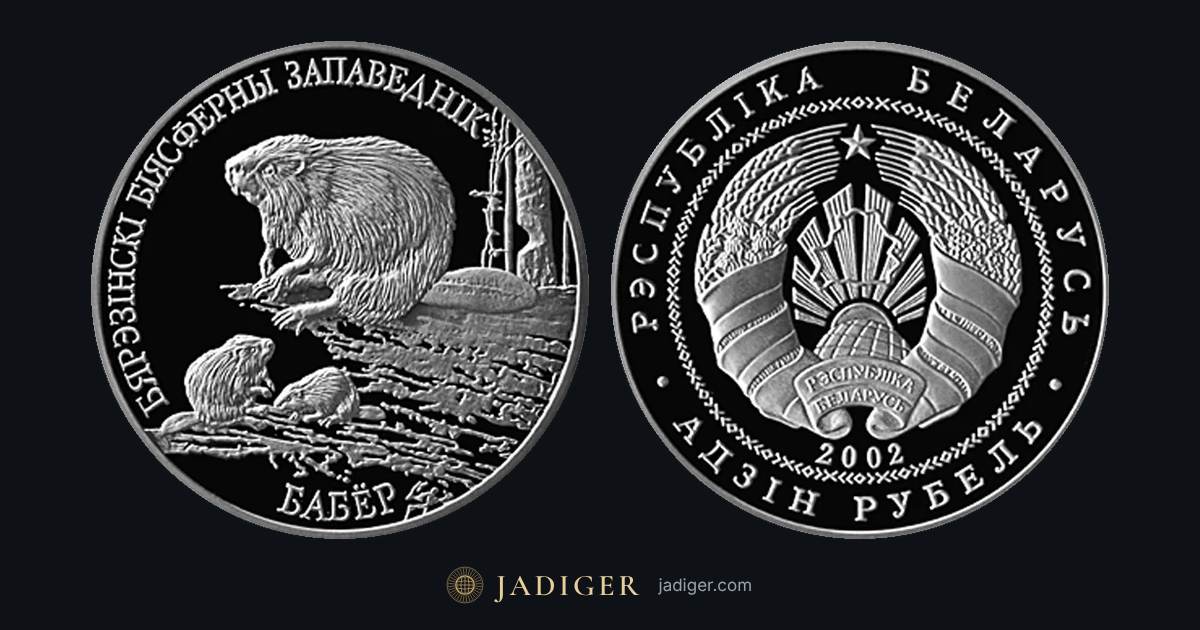 БЯРЭЗІНСКІ БІЯСФЕРНЫ ЗАПАВЕДНІК
БАБЁР
РЭСПУБЛІКА БЕЛАРУСЬ
РЭСПУБЛІКА
БЕЛАРУСЬ
2002
АДЗІН РУБЕЛЬ
JADIGER jadiger.com